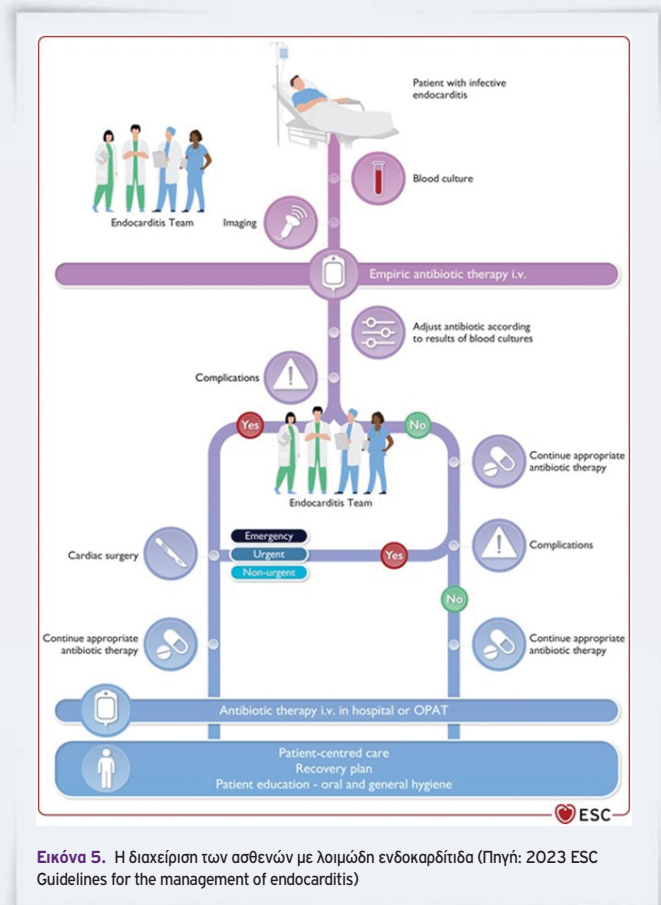 Patient with infective
endocarditis
Blood culture
Endocarditis Team
Imaging
Empiric antibiotic therapy i.v.
Adjust antibiotic according
to results of blood cultures
Complications
Yes
No
Endocarditis Team
Continue appropriate
antibiotic therapy
Cardiac surgery
Emergency
Urgent
Non-urgent
Yes
Complications
No
Continue appropriate
antibiotic therapy
Continue appropriate
antibiotic therapy
Antibiotic therapy i.v. in hospital or OPAT
Patient-centred care
Recovery plan
Patient education - oral and general hygiene
ESC
Εικόνα 5. Η διαχείριση των ασθενών με λοιμώδη ενδοκαρδίτιδα (Πηγή: 2023 ESC
Guidelines for the management of endocarditis)